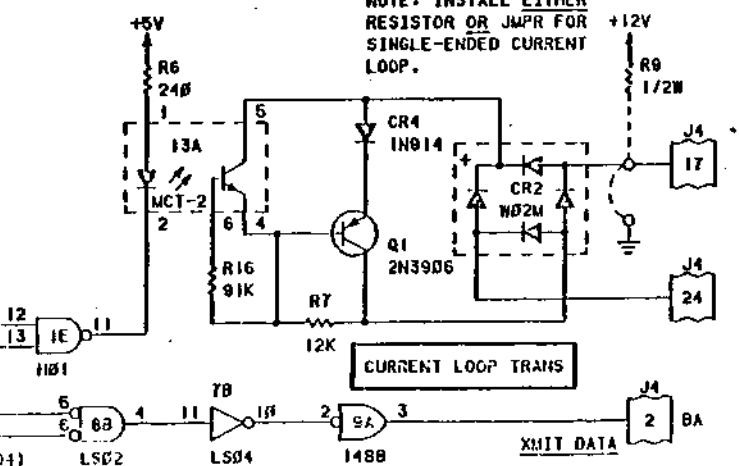 NOTE: INSTALL EITHER
RESISTOR OR JMPR FOR
SINGLE-ENDED CURRENT
LOOP.
+5V
+12V
R6
240
R9
1/2W
1
5
13A
CR4
1N914
J4
17
+
CR2
W02M
MCT-2
2
6
4
Q1
2N3906
R16
91K
R7
12K
J4
24
12
13
1E
11
H01
CURRENT LOOP TRANS
6
8B
4
11
7B
10
2
9A
3
J4
2
BA
LS02
LS04
1488
XMIT DATA